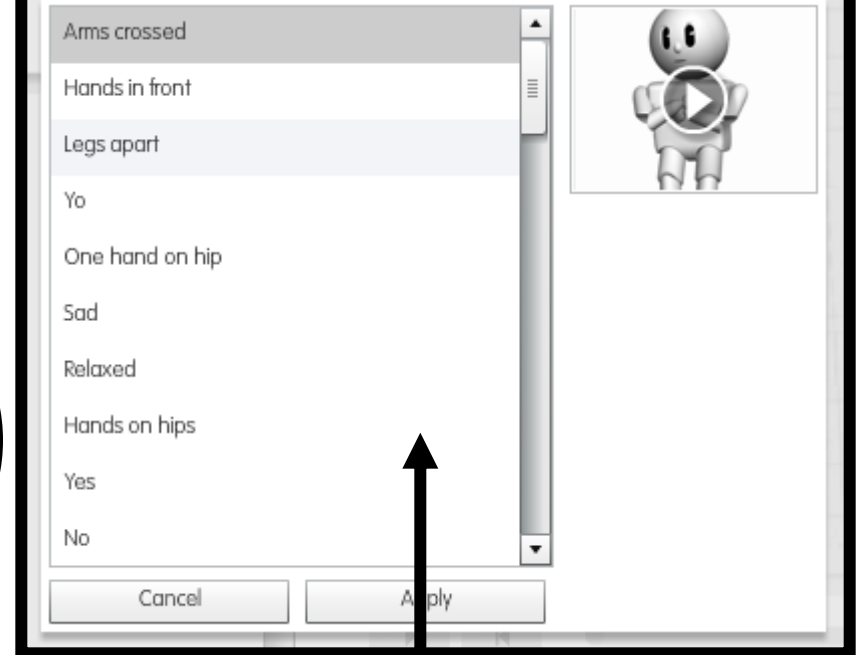 Arms crossed
Hands in front
Legs apart
Yo
One hand on hip
Sad
Relaxed
Hands on hips
Yes
No
Cancel
Apply